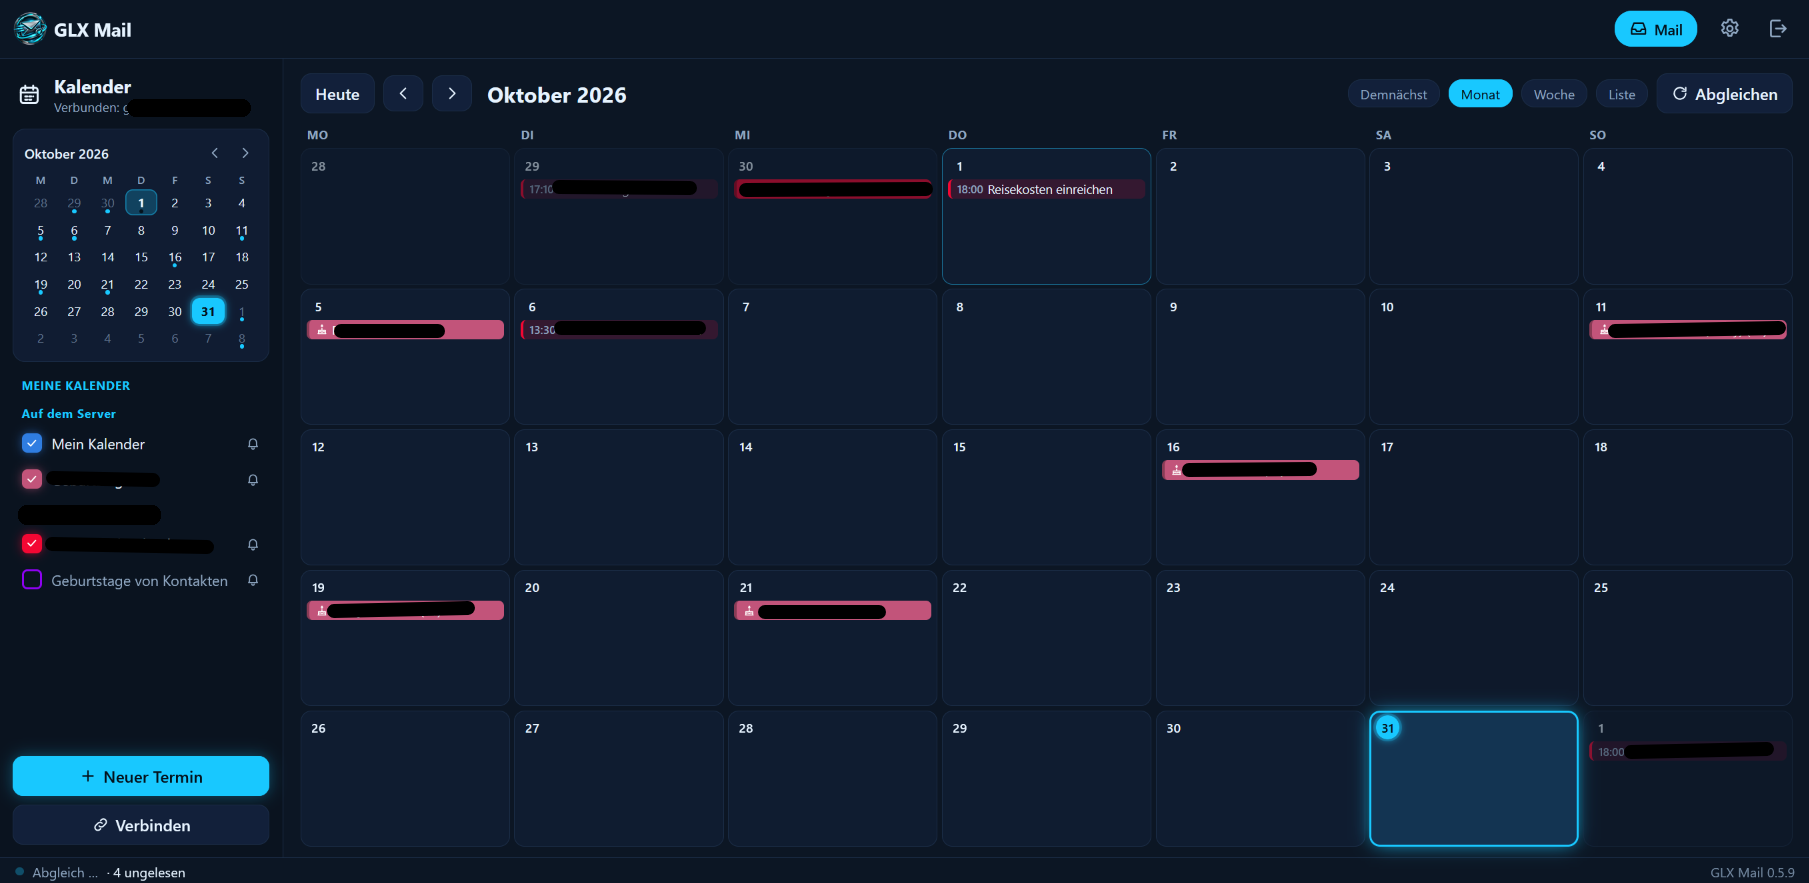 GLX Mail
Mail
Kalender
Verbunden:
Heute
Oktober 2026
Demnächst
Monat
Woche
Liste
Abgleichen
Oktober 2026
M D M D F S S
28 29 30 1 2 3 4
5 6 7 8 9 10 11
12 13 14 15 16 17 18
19 20 21 22 23 24 25
26 27 28 29 30 31 1
2 3 4 5 6 7 8
MEINE KALENDER
Auf dem Server
Mein Kalender
Geburtstage von Kontakten
+ Neuer Termin
Verbinden
MO DI MI DO FR SA SO
28 29 30 1 2 3 4
17:10
18:00 Reisekosten einreichen
5 6 7 8 9 10 11
13:30
12 13 14 15 16 17 18
19 20 21 22 23 24 25
26 27 28 29 30 31 1
18:00
Abgleich ... · 4 ungelesen
GLX Mail 0.5.9